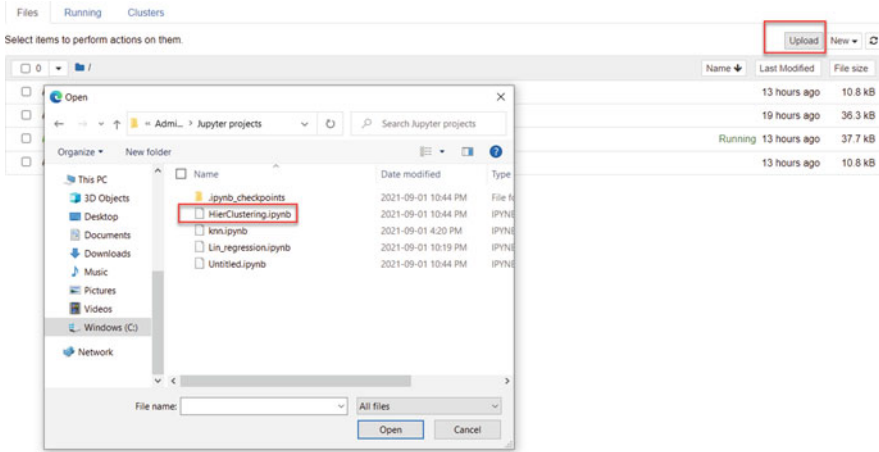 Files Running Clusters
Select items to perform actions on them.
Upload New
0 / Name Last Modified File size
13 hours ago 10.8 kB
19 hours ago 36.3 kB
Running 13 hours ago 37.7 kB
13 hours ago 10.8 kB
Open
« Admi... > Jupyter projects Search Jupyter projects
Organize New folder
Name Date modified Type
This PC
3D Objects
Desktop
Documents
Downloads
Music
Pictures
Videos
Windows (C:)
Network
.ipynb_checkpoints 2021-09-01 10:44 PM File fo
HierClustering.ipynb 2021-09-01 10:44 PM IPYNE
knn.ipynb 2021-09-01 4:20 PM IPYNE
Lin_regression.ipynb 2021-09-01 10:19 PM IPYNE
Untitled.ipynb 2021-09-01 10:44 PM IPYNE
File name: All files
Open Cancel